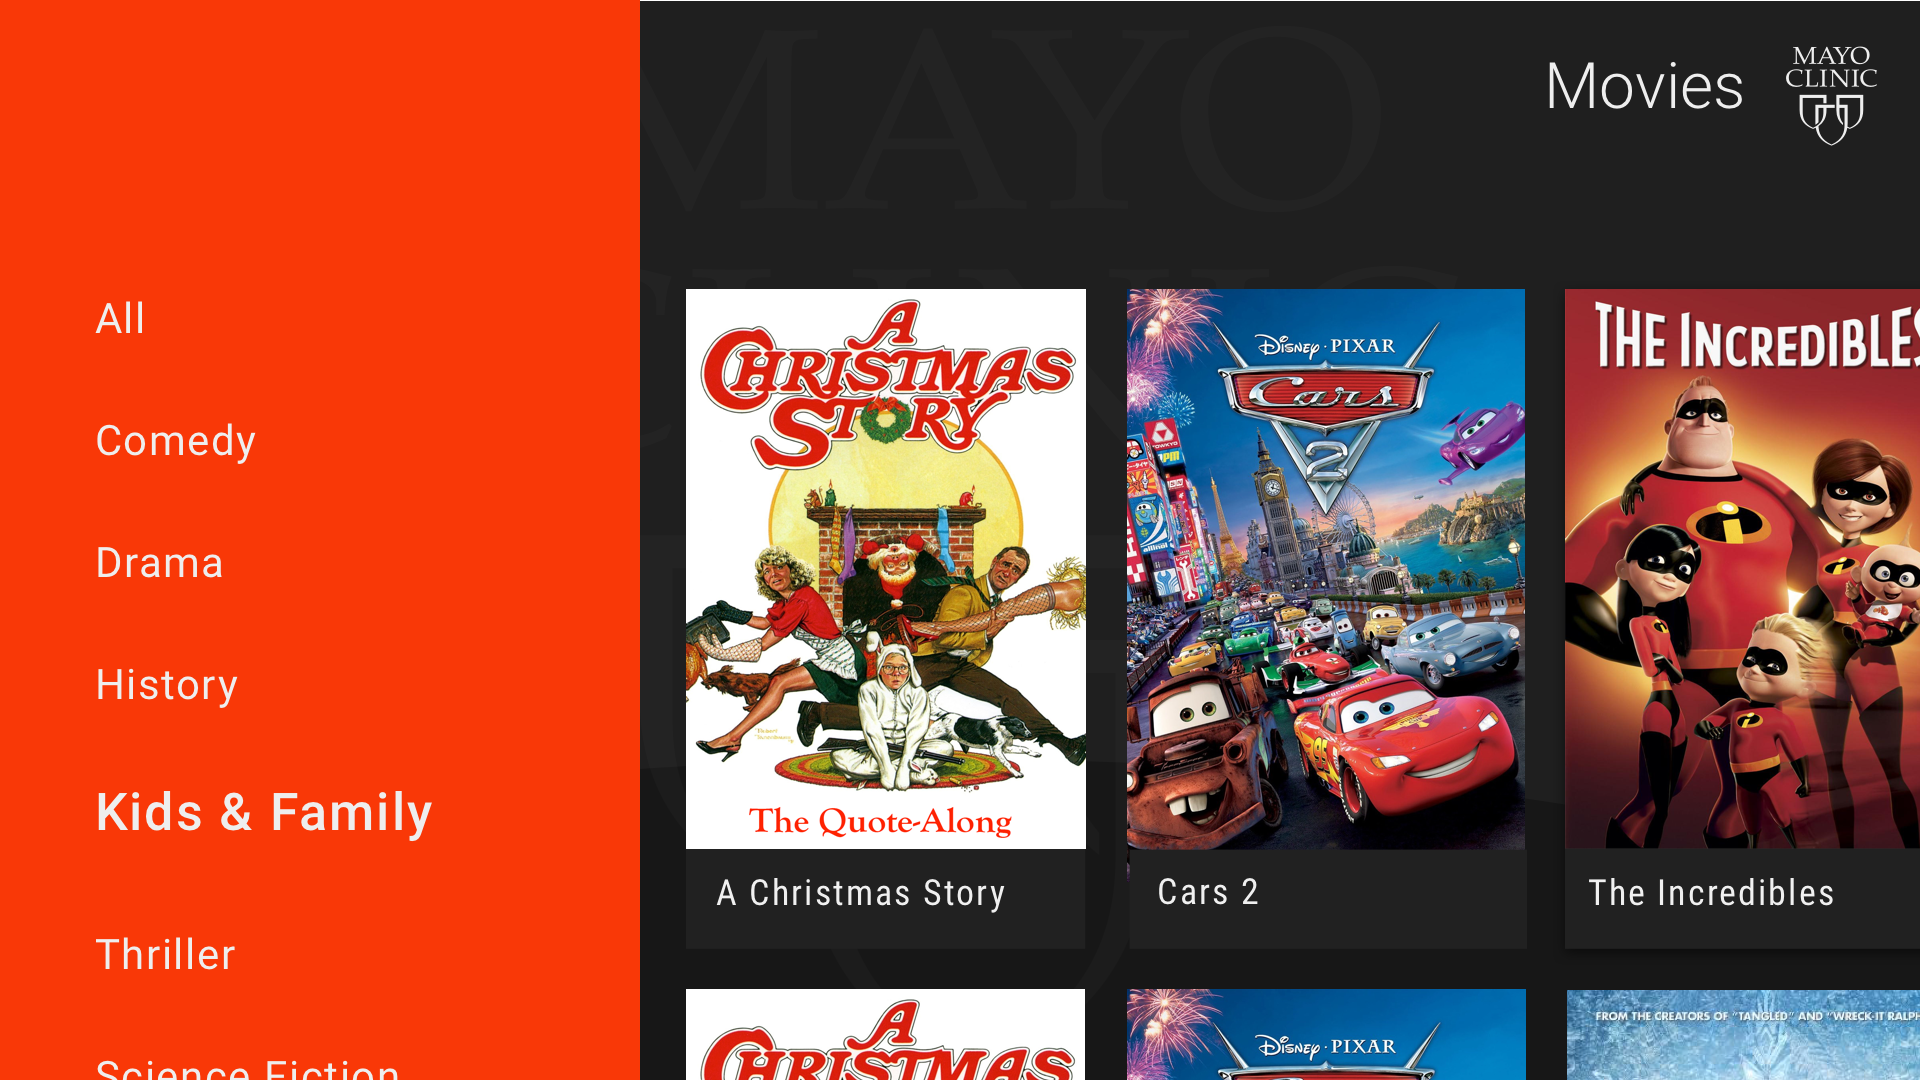 MAYO
CLINIC
Movies
MAYO
CLINIC
All
Comedy
Drama
History
Kids & Family
Thriller
Science Fiction
A
CHRISTMAS
STORY
The Quote-Along
A Christmas Story
DISNEY · PIXAR
Cars
2
Cars 2
THE INCREDIBLES
The Incredibles
A
CHRISTMAS
DISNEY · PIXAR
FROM THE CREATORS OF "TANGLED" AND "WRECK-IT RALPH